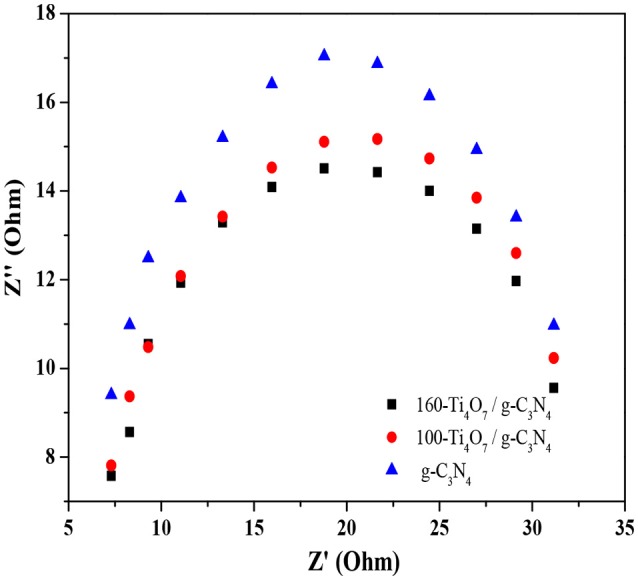 18
16
14
12
10
8
Z'' (Ohm)
160-Ti₄O₇ / g-C₃N₄
100-Ti₄O₇ / g-C₃N₄
g-C₃N₄
5 10 15 20 25 30 35
Z' (Ohm)